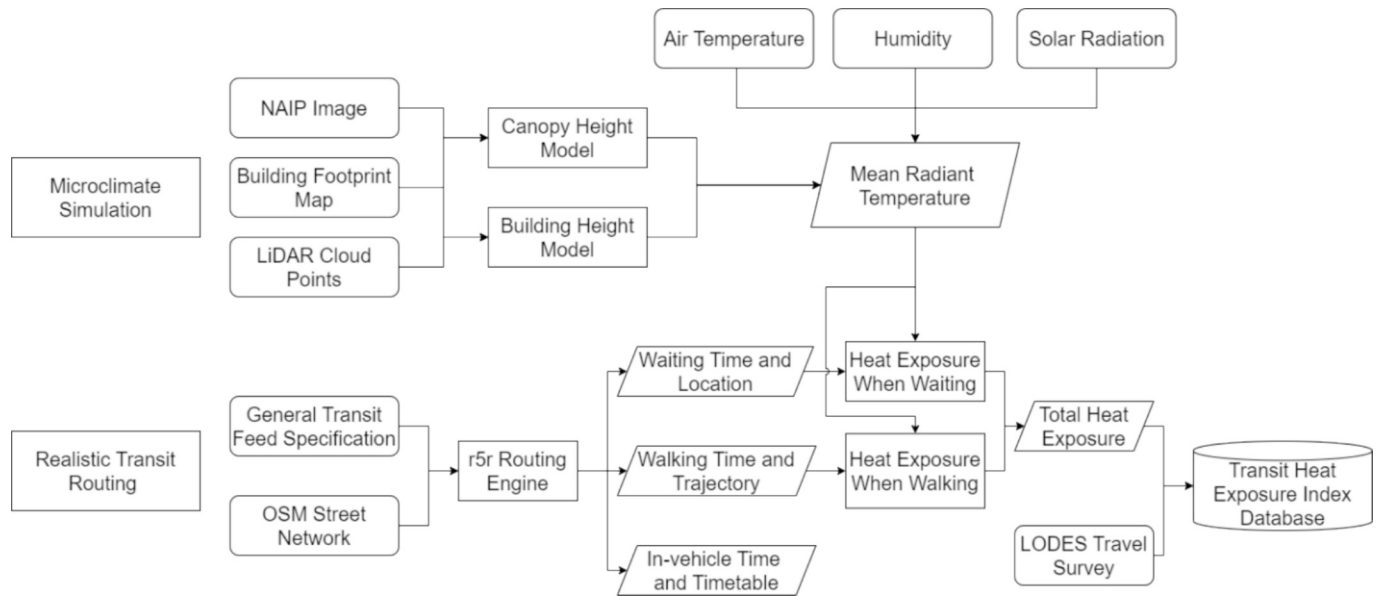 Air Temperature
Humidity
Solar Radiation
NAIP Image
Canopy Height
Model
Microclimate
Simulation
Building Footprint
Map
Mean Radiant
Temperature
Building Height
Model
LiDAR Cloud
Points
Waiting Time and
Location
Heat Exposure
When Waiting
General Transit
Feed Specification
Total Heat
Exposure
Realistic Transit
Routing
r5r Routing
Engine
Walking Time and
Trajectory
Heat Exposure
When Walking
Transit Heat
Exposure Index
Database
OSM Street
Network
In-vehicle Time
and Timetable
LODES Travel
Survey